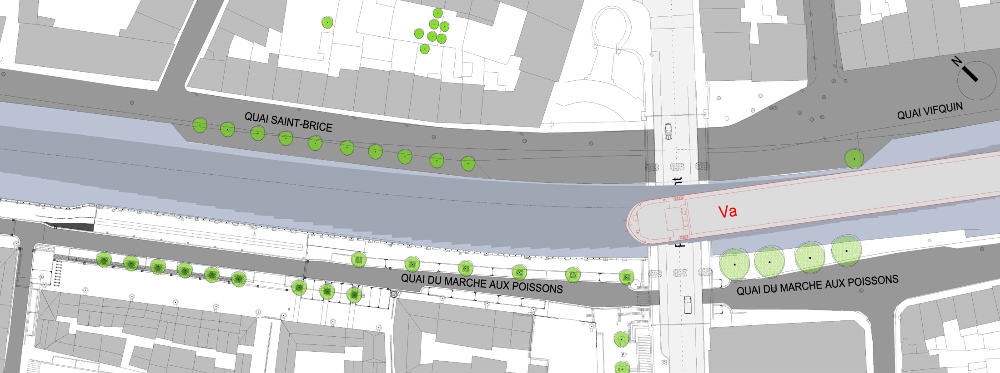 N
QUAI SAINT-BRICE
QUAI VIFQUIN
Va
QUAI DU MARCHE AUX POISSONS
QUAI DU MARCHE AUX POISSONS